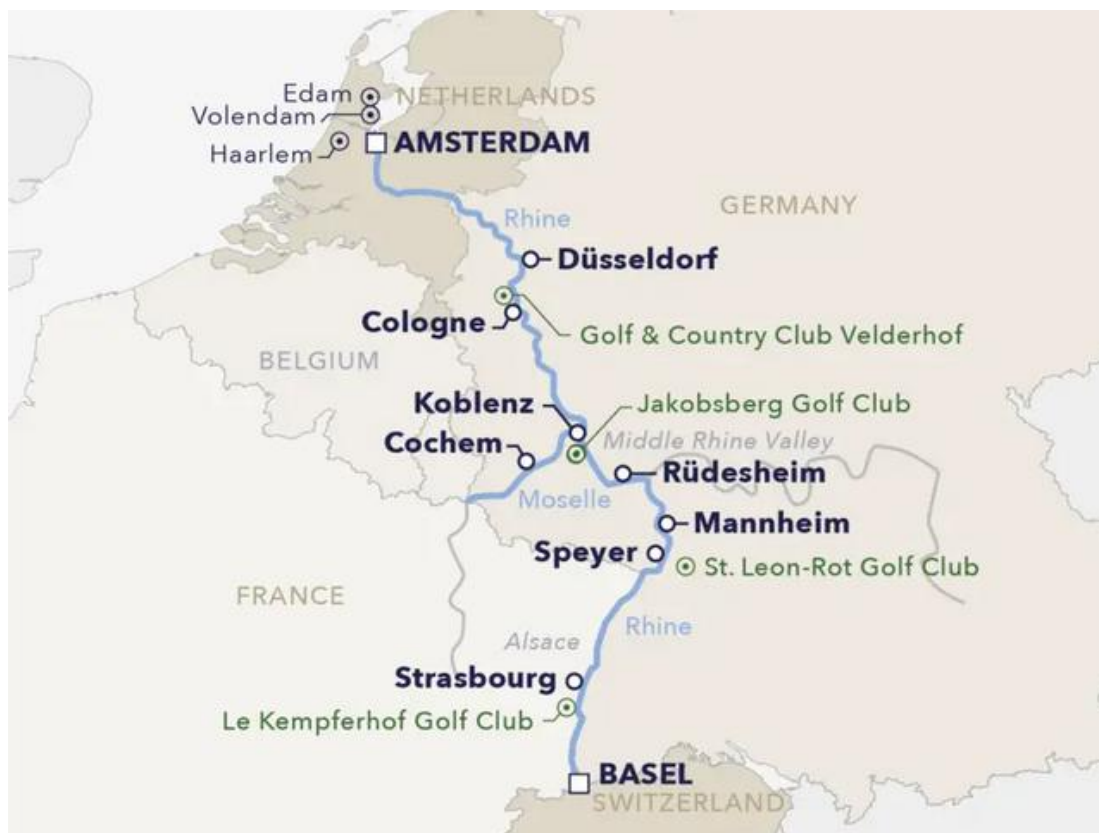 Edam
NETHERLANDS
Volendam
Haarlem
AMSTERDAM
GERMANY
Rhine
Düsseldorf
Cologne
Golf & Country Club Velderhof
BELGIUM
Koblenz
Jakobsberg Golf Club
Cochem
Middle Rhine Valley
Rüdesheim
Moselle
Mannheim
Speyer
St. Leon-Rot Golf Club
FRANCE
Rhine
Alsace
Strasbourg
Le Kempferhof Golf Club
BASEL
SWITZERLAND